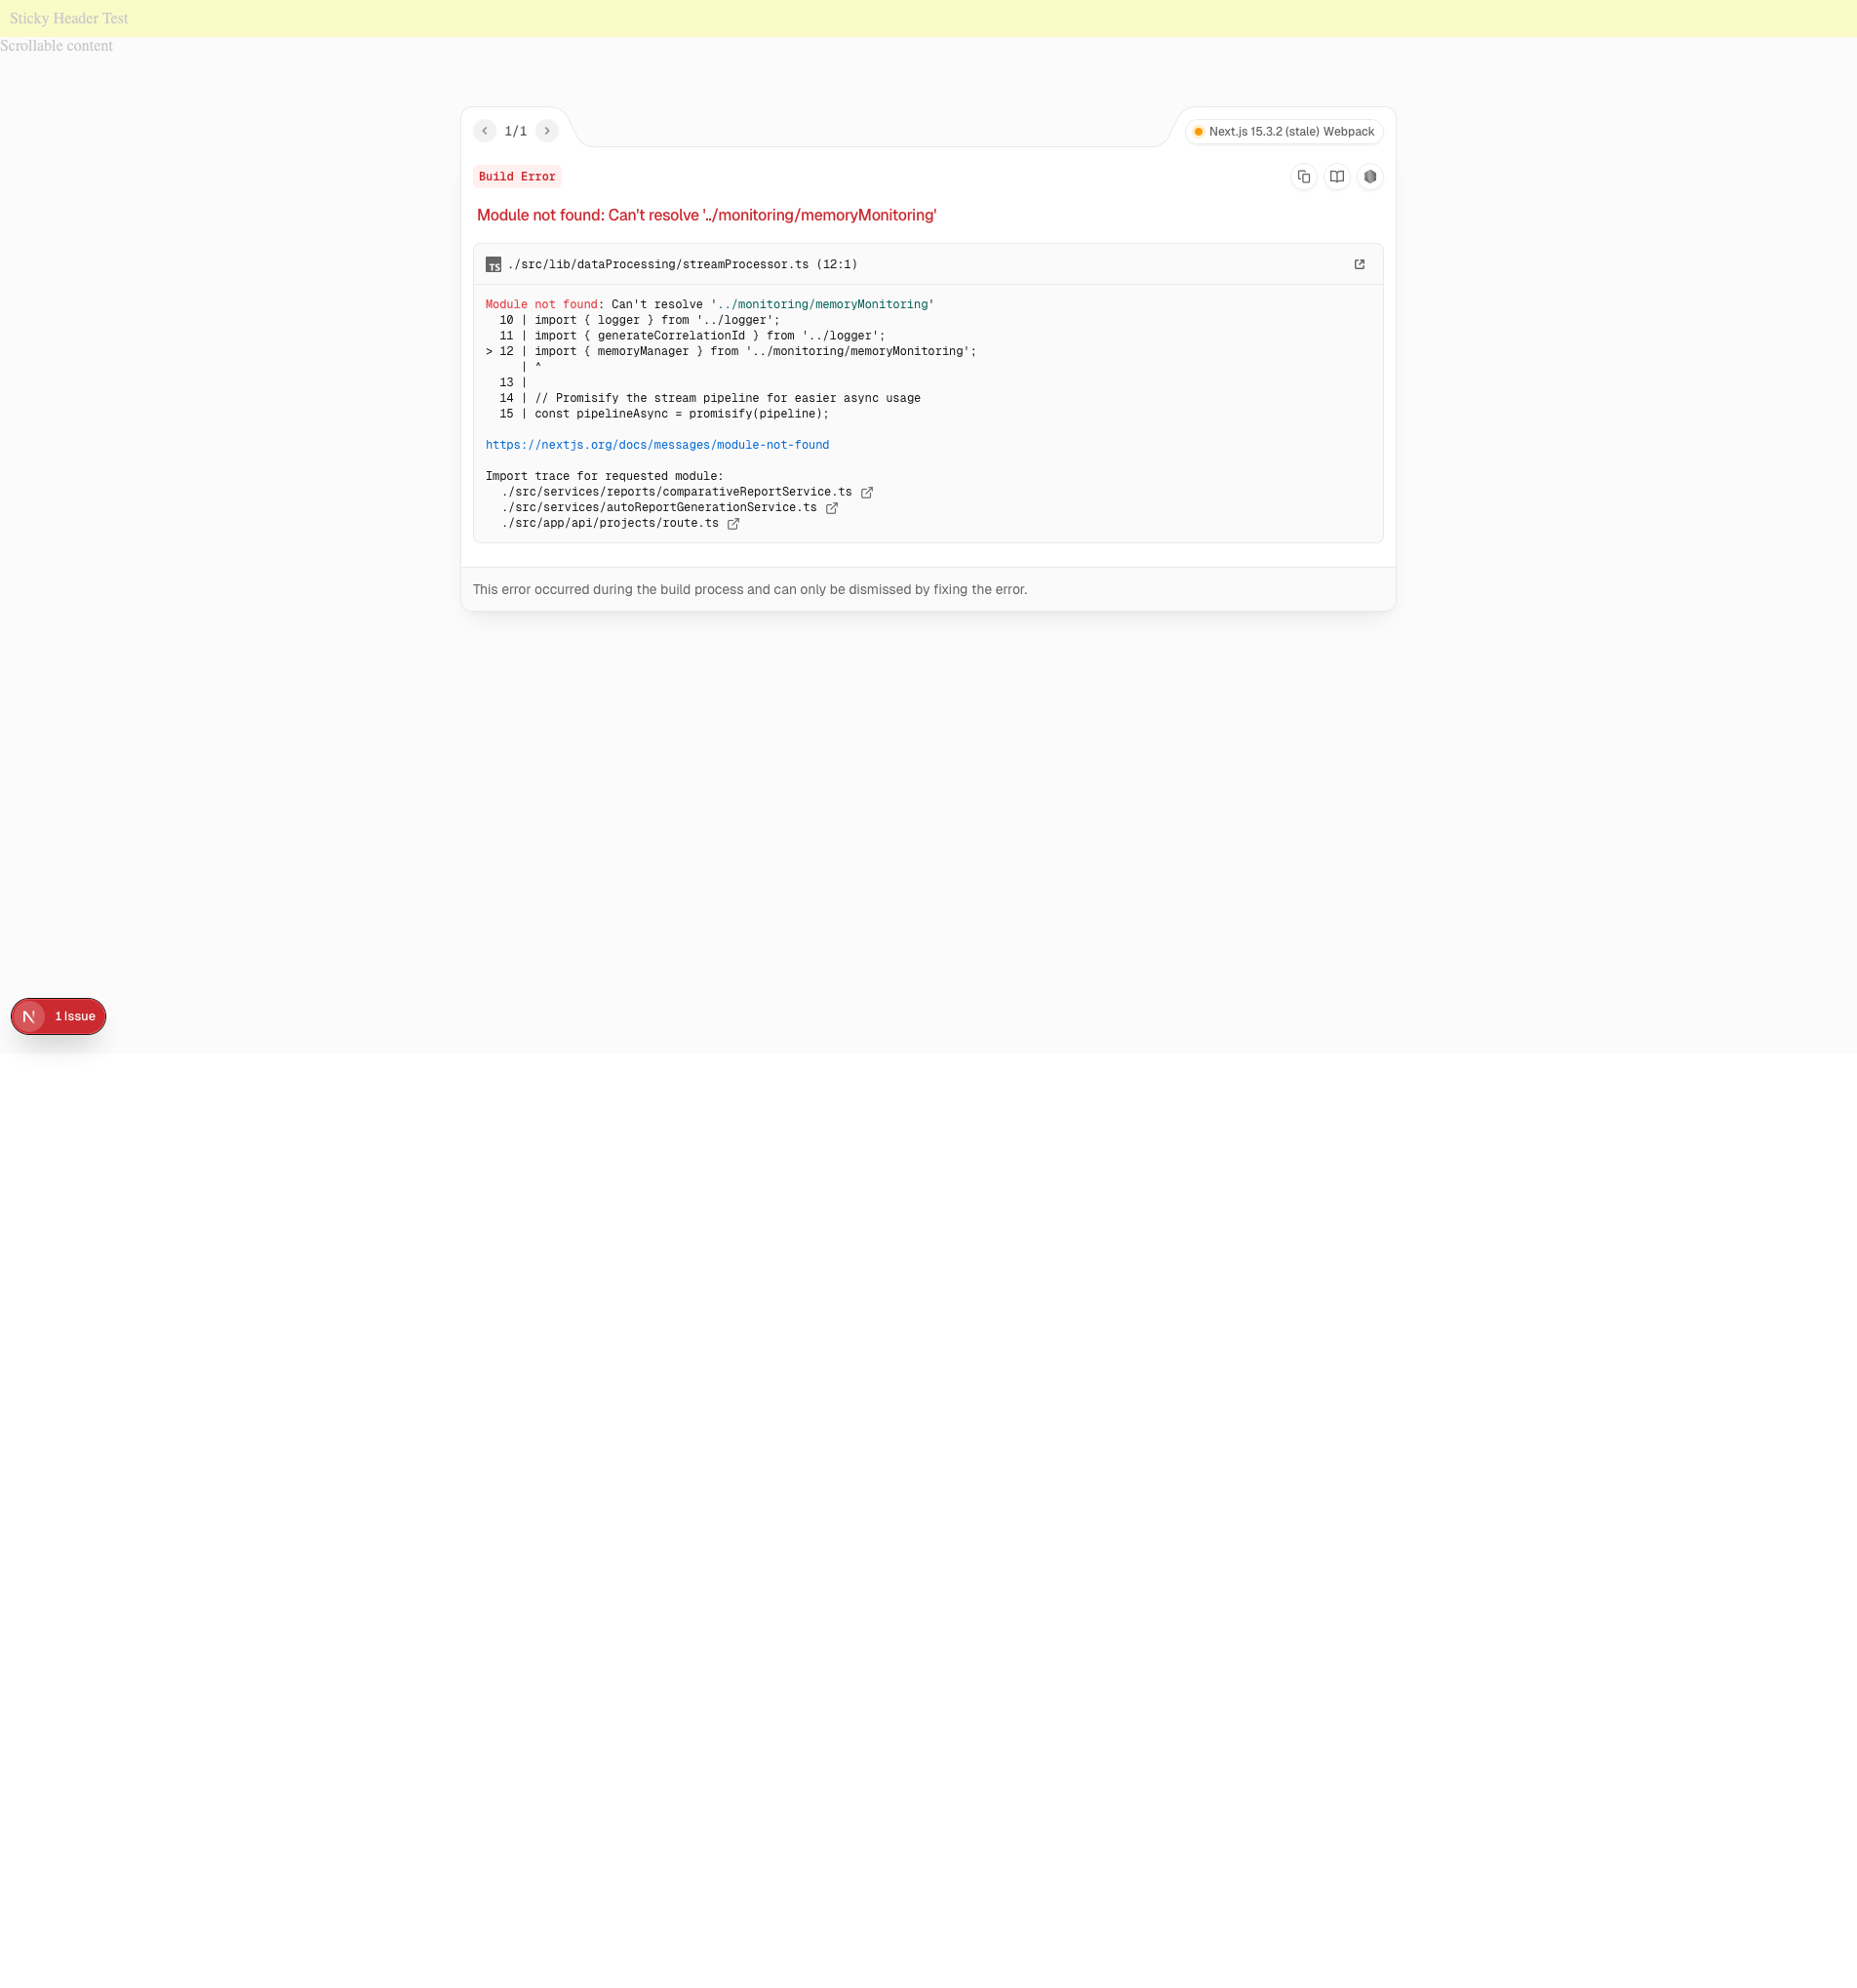 Sticky Header Test
Scrollable content
1/1
Next.js 15.3.2 (stale) Webpack
Build Error
Module not found: Can't resolve '../monitoring/memoryMonitoring'
TS ./src/lib/dataProcessing/streamProcessor.ts (12:1)
Module not found: Can't resolve '../monitoring/memoryMonitoring'
  10 | import { logger } from '../logger';
  11 | import { generateCorrelationId } from '../logger';
> 12 | import { memoryManager } from '../monitoring/memoryMonitoring';
     | ^
  13 |
  14 | // Promisify the stream pipeline for easier async usage
  15 | const pipelineAsync = promisify(pipeline);
https://nextjs.org/docs/messages/module-not-found
Import trace for requested module:
./src/services/reports/comparativeReportService.ts
./src/services/autoReportGenerationService.ts
./src/app/api/projects/route.ts
This error occurred during the build process and can only be dismissed by fixing the error.
N 1 Issue